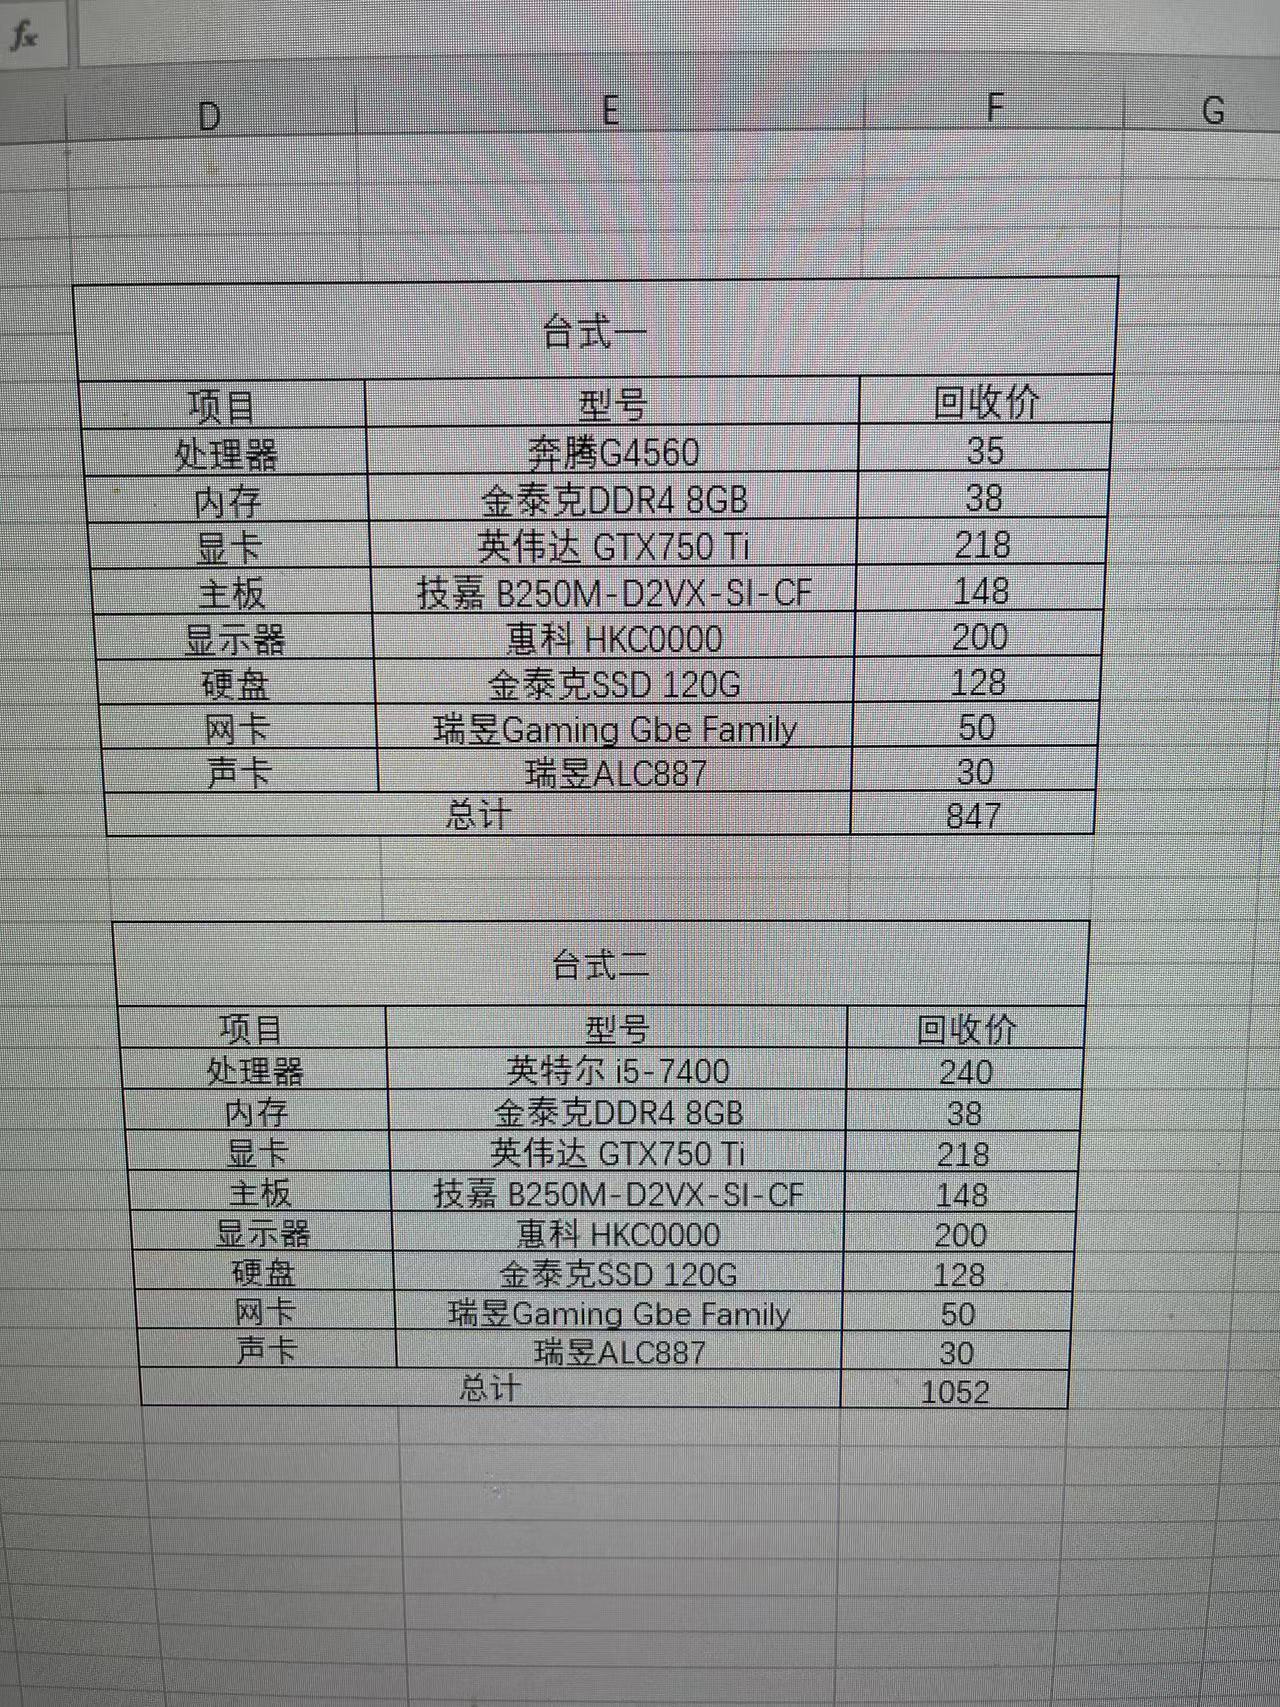 fx
D E F G
台式一
项目 型号 回收价
处理器 奔腾G4560 35
内存 金泰克DDR4 8GB 38
显卡 英伟达 GTX750 Ti 218
主板 技嘉 B250M-D2VX-SI-CF 148
显示器 惠科 HKC0000 200
硬盘 金泰克SSD 120G 128
网卡 瑞昱Gaming Gbe Family 50
声卡 瑞昱ALC887 30
总计 847
台式二
项目 型号 回收价
处理器 英特尔 i5-7400 240
内存 金泰克DDR4 8GB 38
显卡 英伟达 GTX750 Ti 218
主板 技嘉 B250M-D2VX-SI-CF 148
显示器 惠科 HKC0000 200
硬盘 金泰克SSD 120G 128
网卡 瑞昱Gaming Gbe Family 50
声卡 瑞昱ALC887 30
总计 1052